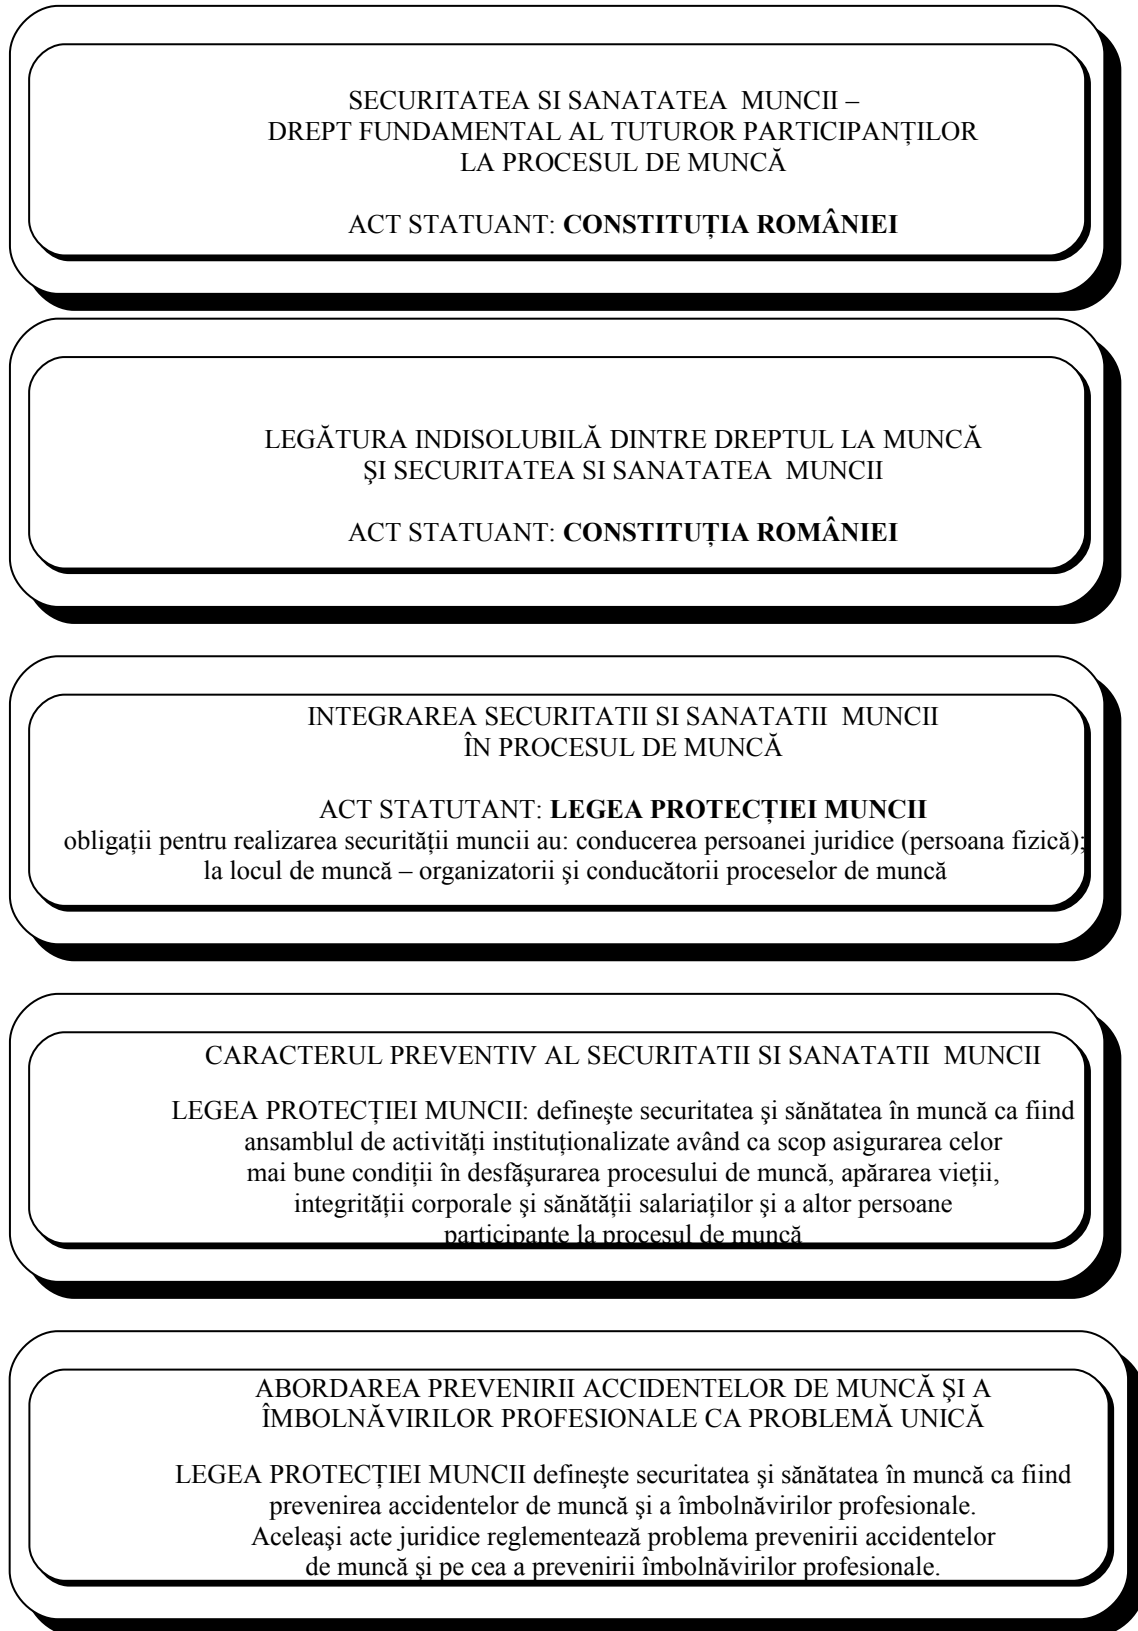 SECURITATEA SI SANATATEA MUNCII –
DREPT FUNDAMENTAL AL TUTUROR PARTICIPANȚILOR
LA PROCESUL DE MUNCĂ
ACT STATUANT: CONSTITUȚIA ROMÂNIEI
LEGĂTURA INDISOLUBILĂ DINTRE DREPTUL LA MUNCĂ
ŞI SECURITATEA SI SANATATEA MUNCII
ACT STATUANT: CONSTITUȚIA ROMÂNIEI
INTEGRAREA SECURITATII SI SANATATII MUNCII
ÎN PROCESUL DE MUNCĂ
ACT STATUTANT: LEGEA PROTECȚIEI MUNCII
obligații pentru realizarea securității muncii au: conducerea persoanei juridice (persoana fizică);
la locul de muncă – organizatorii şi conducătorii proceselor de muncă
CARACTERUL PREVENTIV AL SECURITATII SI SANATATII MUNCII
LEGEA PROTECȚIEI MUNCII: defineşte securitatea şi sănătatea în muncă ca fiind
ansamblul de activități instituționalizate având ca scop asigurarea celor
mai bune condiții în desfăşurarea procesului de muncă, apărarea vieții,
integrității corporale şi sănătății salariaților şi a altor persoane
participante la procesul de muncă
ABORDAREA PREVENIRII ACCIDENTELOR DE MUNCĂ ŞI A
ÎMBOLNĂVIRILOR PROFESIONALE CA PROBLEMĂ UNICĂ
LEGEA PROTECȚIEI MUNCII defineşte securitatea şi sănătatea în muncă ca fiind
prevenirea accidentelor de muncă şi a îmbolnăvirilor profesionale.
Aceleaşi acte juridice reglementează problema prevenirii accidentelor
de muncă şi pe cea a prevenirii îmbolnăvirilor profesionale.